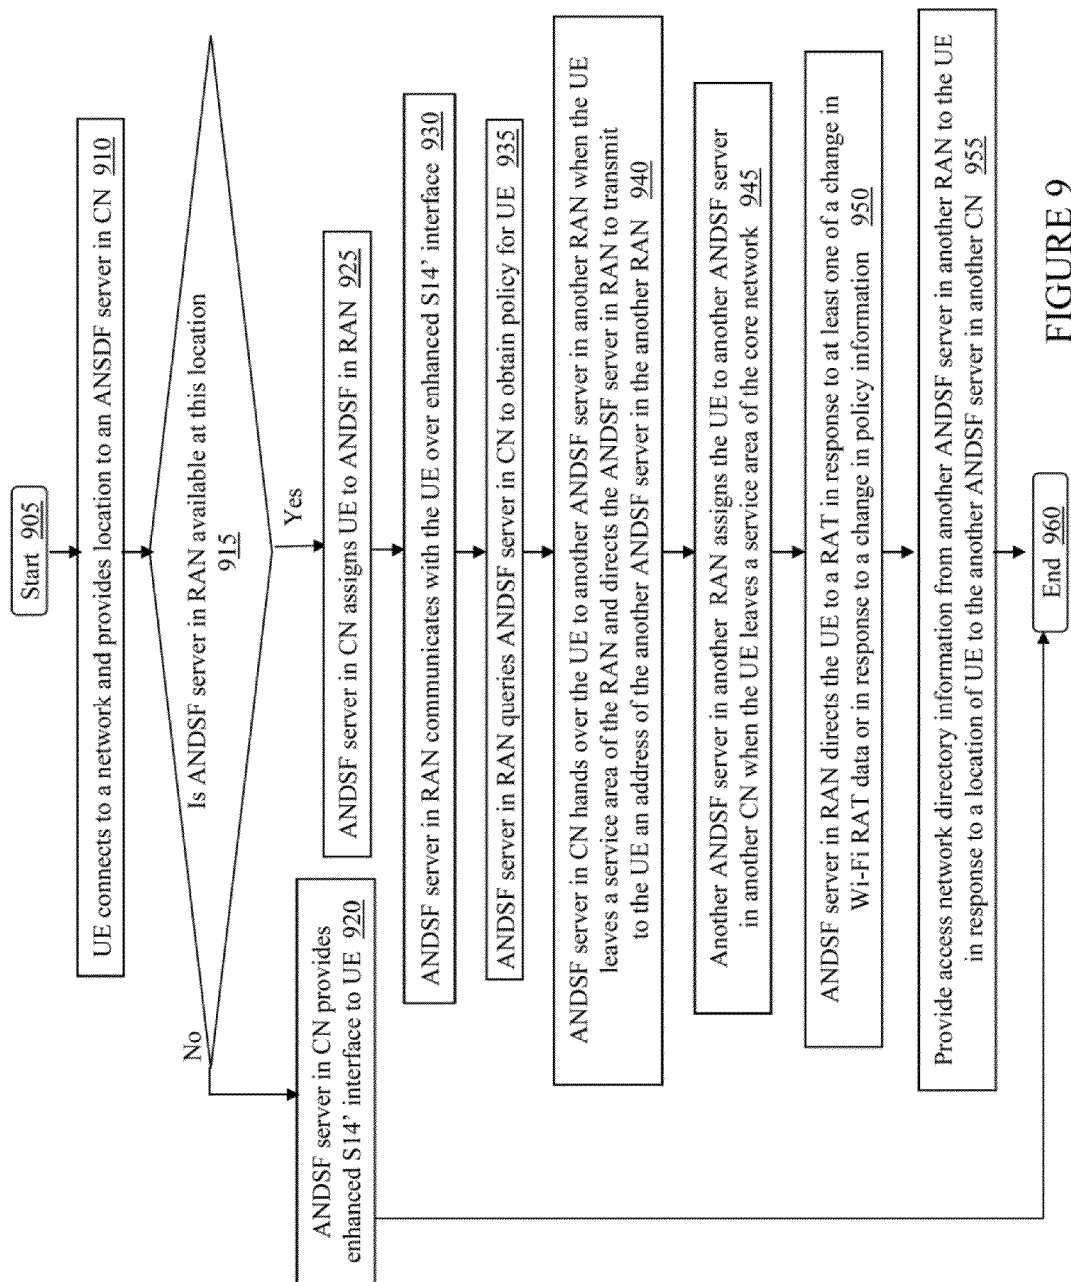 Start 905
UE connects to a network and provides location to an ANSDF server in CN 910
Is ANDSF server in RAN available at this location
915
No
Yes
ANDSF server in CN provides
enhanced S14’ interface to UE 920
ANDSF server in CN assigns UE to ANDSF in RAN 925
ANDSF server in RAN communicates with the UE over enhanced S14’ interface 930
ANDSF server in RAN queries ANDSF server in CN to obtain policy for UE 935
ANDSF server in CN hands over the UE to another ANDSF server in another RAN when the UE
leaves a service area of the RAN and directs the ANDSF server in RAN to transmit
to the UE an address of the another ANDSF server in the another RAN 940
Another ANDSF server in another RAN assigns the UE to another ANDSF server
in another CN when the UE leaves a service area of the core network 945
ANDSF server in RAN directs the UE to a RAT in response to at least one of a change in
Wi-Fi RAT data or in response to a change in policy information 950
Provide access network directory information from another ANDSF server in another RAN to the UE
in response to a location of UE to the another ANDSF server in another CN 955
End 960
FIGURE 9